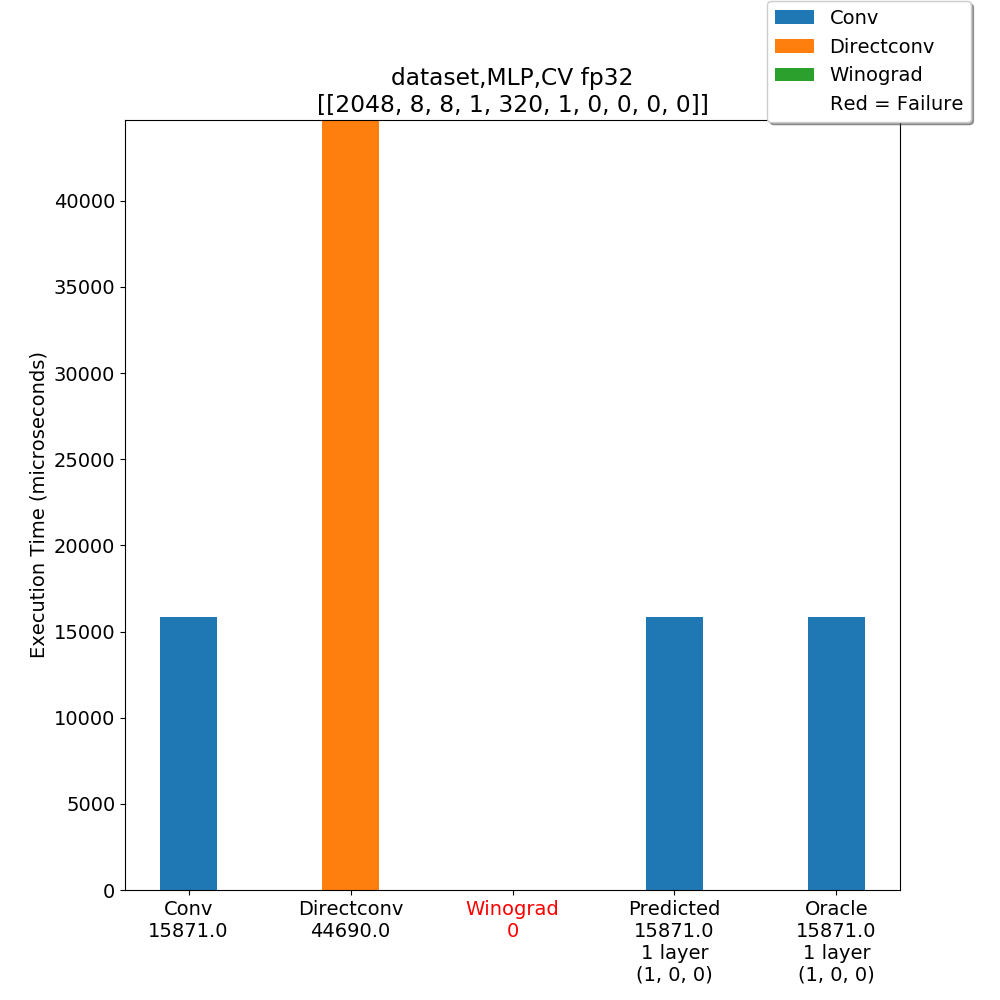 Conv
Directconv
Winograd
Red = Failure
dataset,MLP,CV fp32
[[2048, 8, 8, 1, 320, 1, 0, 0, 0, 0]]
Execution Time (microseconds)
40000
35000
30000
25000
20000
15000
10000
5000
0
Conv
15871.0
Directconv
44690.0
Winograd
0
Predicted
15871.0
1 layer
(1, 0, 0)
Oracle
15871.0
1 layer
(1, 0, 0)